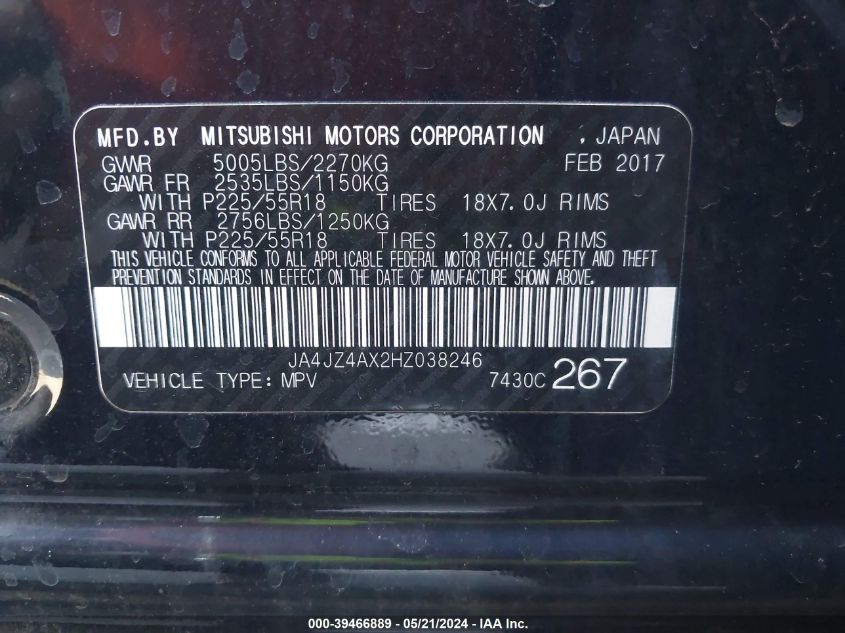 MFD.BY MITSUBISHI MOTORS CORPORATION , JAPAN
GVWR 5005LBS/2270KG FEB 2017
GAWR FR 2535LBS/1150KG
WITH P225/55R18 TIRES 18X7.0J RIMS
GAWR RR 2756LBS/1250KG
WITH P225/55R18 TIRES 18X7.0J RIMS
THIS VEHICLE CONFORMS TO ALL APPLICABLE FEDERAL MOTOR VEHICLE SAFETY AND THEFT
PREVENTION STANDARDS IN EFFECT ON THE DATE OF MANUFACTURE SHOWN ABOVE.
JA4JZ4AX2HZ038246
VEHICLE TYPE: MPV 7430C 267
000-39466889 - 05/21/2024 - IAA Inc.